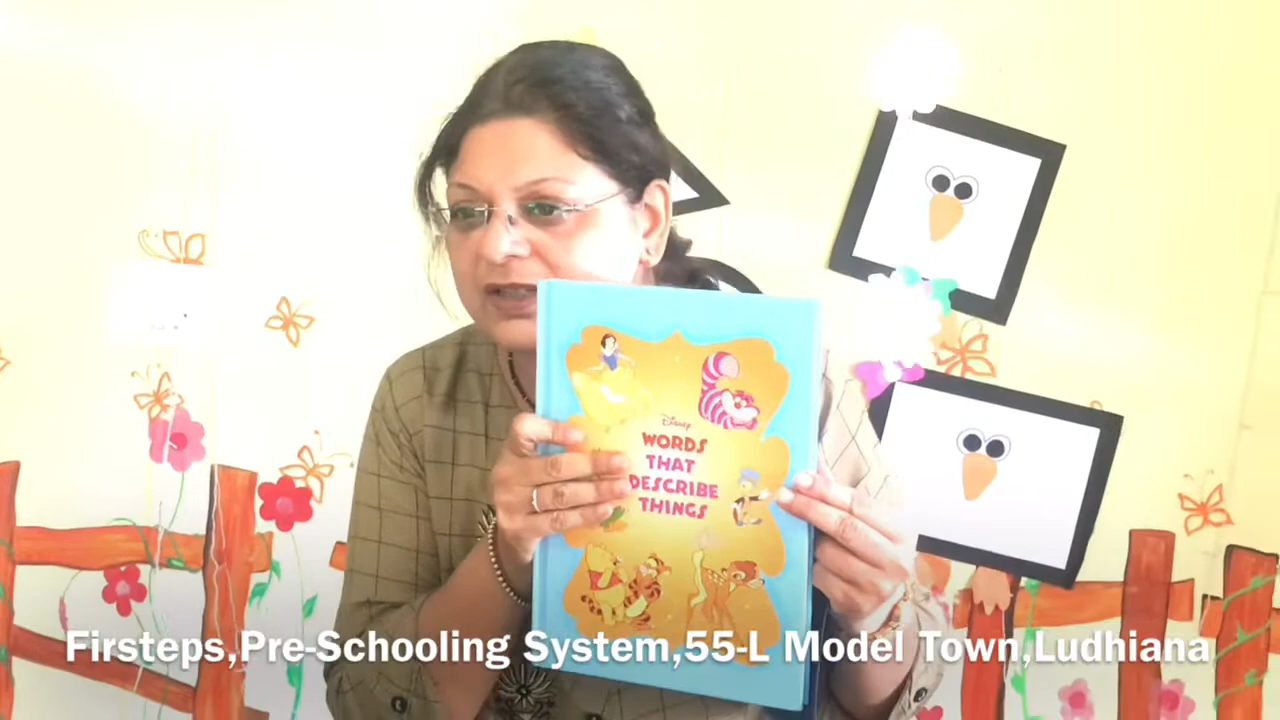 Disney
WORDS
THAT
DESCRIBE
THINGS
Firsteps,Pre-Schooling System,55-L Model Town,Ludhiana